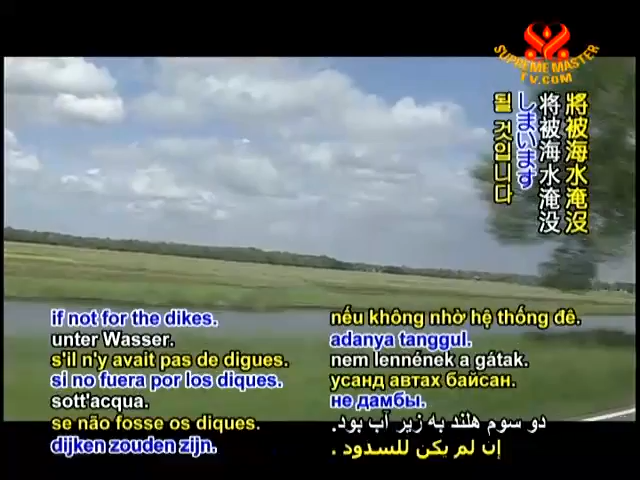 SUPREME MASTER
TV.COM
將被海水淹沒
将被海水淹没
しまいます
될 것입니다
if not for the dikes.
unter Wasser.
s'il n'y avait pas de digues.
si no fuera por los diques.
sott'acqua.
se não fosse os diques.
dijken zouden zijn.
nếu không nhờ hệ thống đê.
adanya tanggul.
nem lennének a gátak.
усанд автах байсан.
не дамбы.
دو سوم هلند به زیر آب بود.
إن لم يكن للسدود .